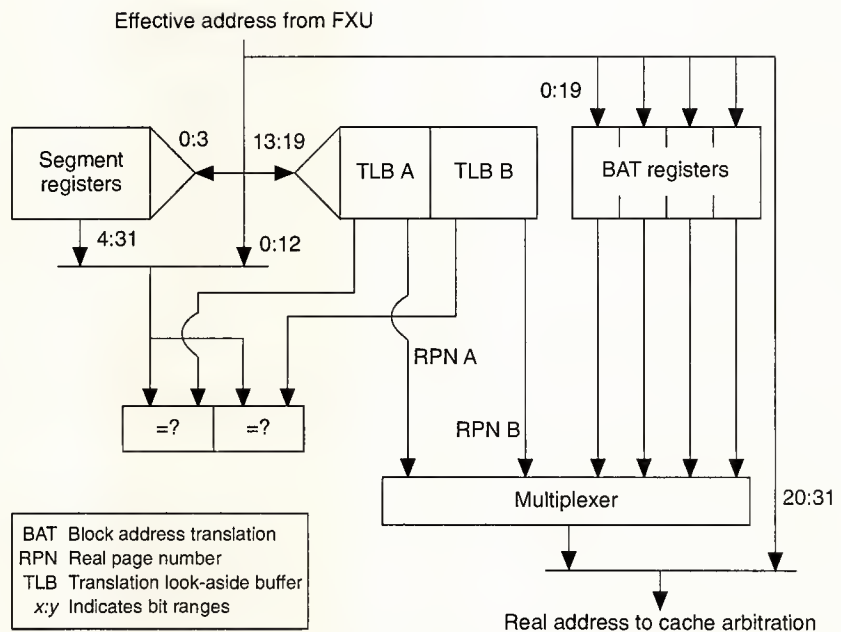 Effective address from FXU
0:19
0:3
13:19
Segment
registers
TLB A
TLB B
BAT registers
4:31
0:12
RPN A
=?
=?
RPN B
Multiplexer
20:31
BAT Block address translation
RPN Real page number
TLB Translation look-aside buffer
x:y Indicates bit ranges
Real address to cache arbitration